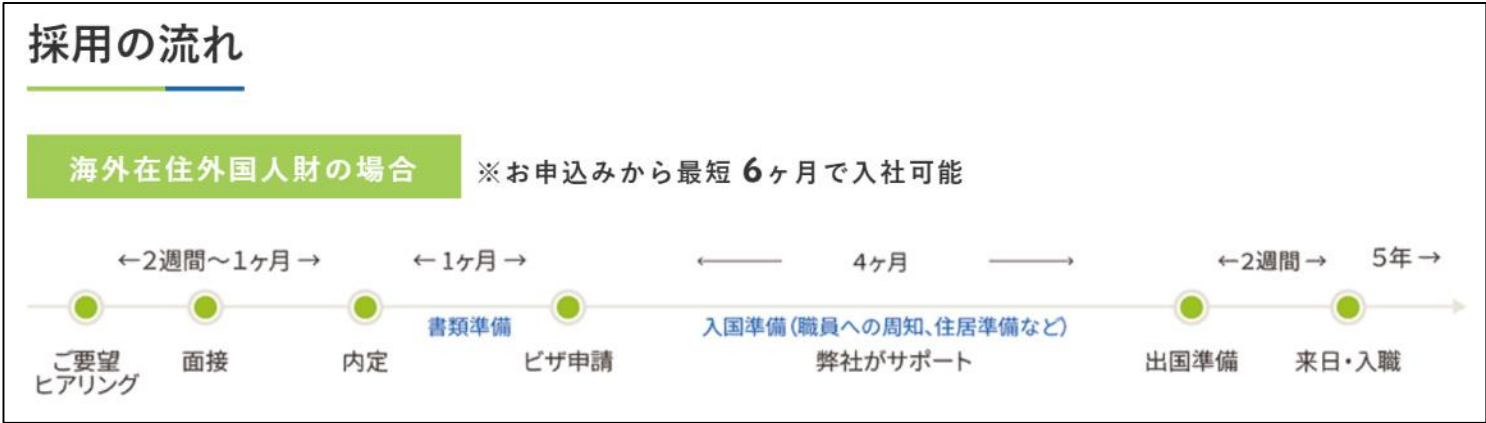 採用の流れ
海外在住外国人財の場合 ※お申込みから最短6ヶ月で入社可能
←2週間～1ヶ月→ ←1ヶ月→ ← 4ヶ月 → ←2週間→ 5年→
書類準備 入国準備(職員への周知、住居準備など)
ご要望 面接 内定 ビザ申請 弊社がサポート 出国準備 来日・入職
ヒアリング